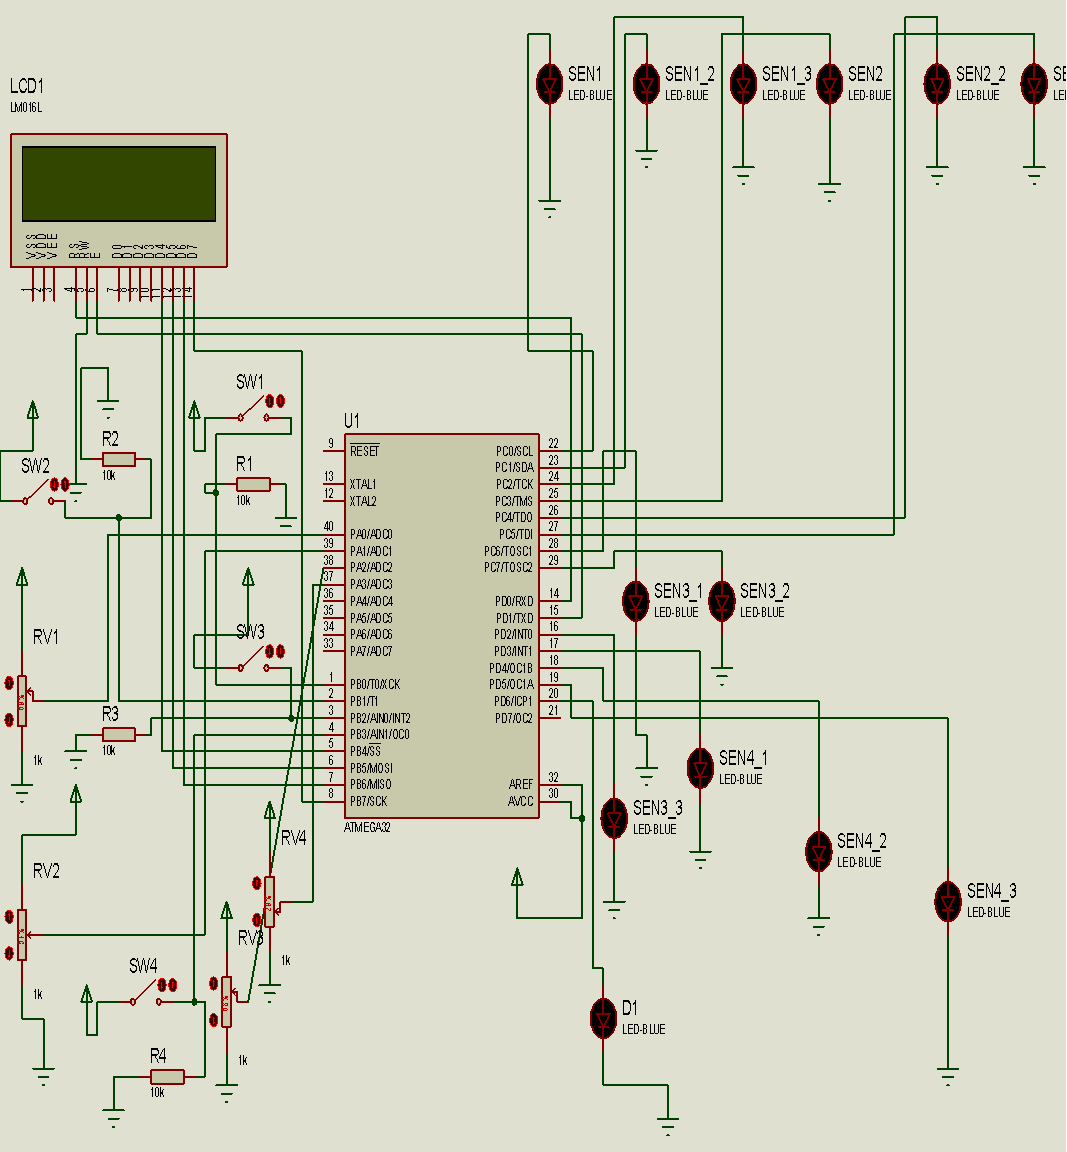 LCD1
LM016L
VSS
VDD
VEE
RS
RW
E
D0
D1
D2
D3
D4
D5
D6
D7
1
2
3
4
5
6
7
8
9
10
11
12
13
14
SEN1
LED-BLUE
SEN1_2
LED-BLUE
SEN1_3
LED-BLUE
SEN2
LED-BLUE
SEN2_2
LED-BLUE
SE
LED-
SW1
R1
10k
R2
10k
SW2
SW3
RV1
1k
R3
10k
RV2
1k
SW4
R4
10k
RV3
1k
RV4
1k
U1
9 RESET
13 XTAL1
12 XTAL2
40 PA0/ADC0
39 PA1/ADC1
38 PA2/ADC2
37 PA3/ADC3
36 PA4/ADC4
35 PA5/ADC5
34 PA6/ADC6
33 PA7/ADC7
1 PB0/T0/XCK
2 PB1/T1
3 PB2/AIN0/INT2
4 PB3/AIN1/OC0
5 PB4/SS
6 PB5/MOSI
7 PB6/MISO
8 PB7/SCK
PC0/SCL 22
PC1/SDA 23
PC2/TCK 24
PC3/TMS 25
PC4/TDO 26
PC5/TDI 27
PC6/TOSC1 28
PC7/TOSC2 29
PD0/RXD 14
PD1/TXD 15
PD2/INT0 16
PD3/INT1 17
PD4/OC1B 18
PD5/OC1A 19
PD6/ICP1 20
PD7/OC2 21
AREF 32
AVCC 30
ATMEGA32
SEN3_1
LED-BLUE
SEN3_2
LED-BLUE
SEN4_1
LED-BLUE
SEN3_3
LED-BLUE
SEN4_2
LED-BLUE
SEN4_3
LED-BLUE
D1
LED-BLUE